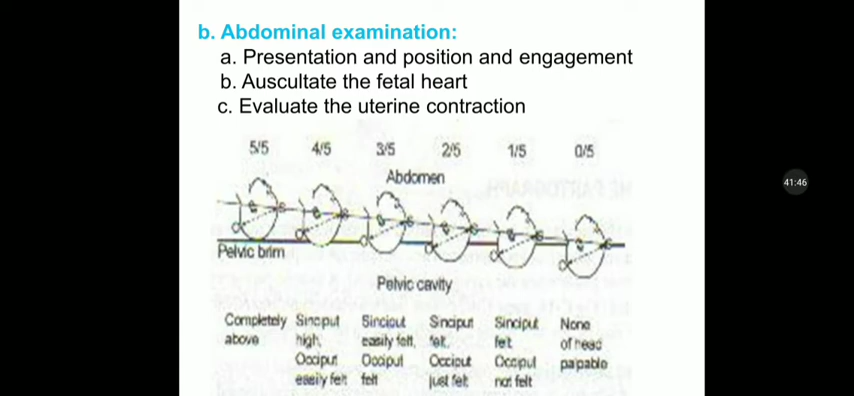 b. Abdominal examination:
a. Presentation and position and engagement
b. Auscultate the fetal heart
c. Evaluate the uterine contraction
5/5 4/5 3/5 2/5 1/5 0/5
Abdomen
41:46
Pelvic brim
Pelvic cavity
Completely Sinciput Sinciput Sinciput Sinciput None
above high, easily felt, felt, felt of head
Occiput Occiput Occiput Occiput palpable
easily felt felt just felt not felt